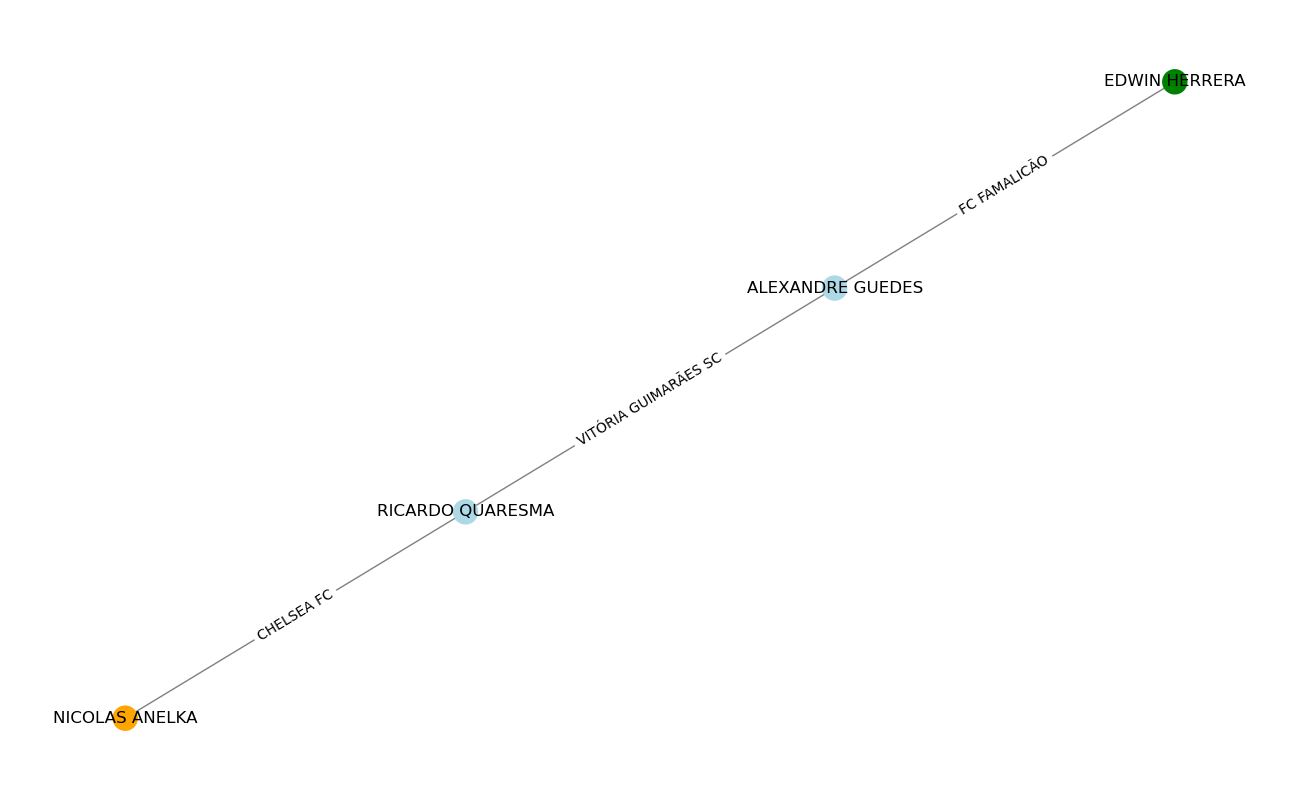 EDWIN HERRERA
FC FAMALICÃO
ALEXANDRE GUEDES
VITÓRIA GUIMARÃES SC
RICARDO QUARESMA
CHELSEA FC
NICOLAS ANELKA